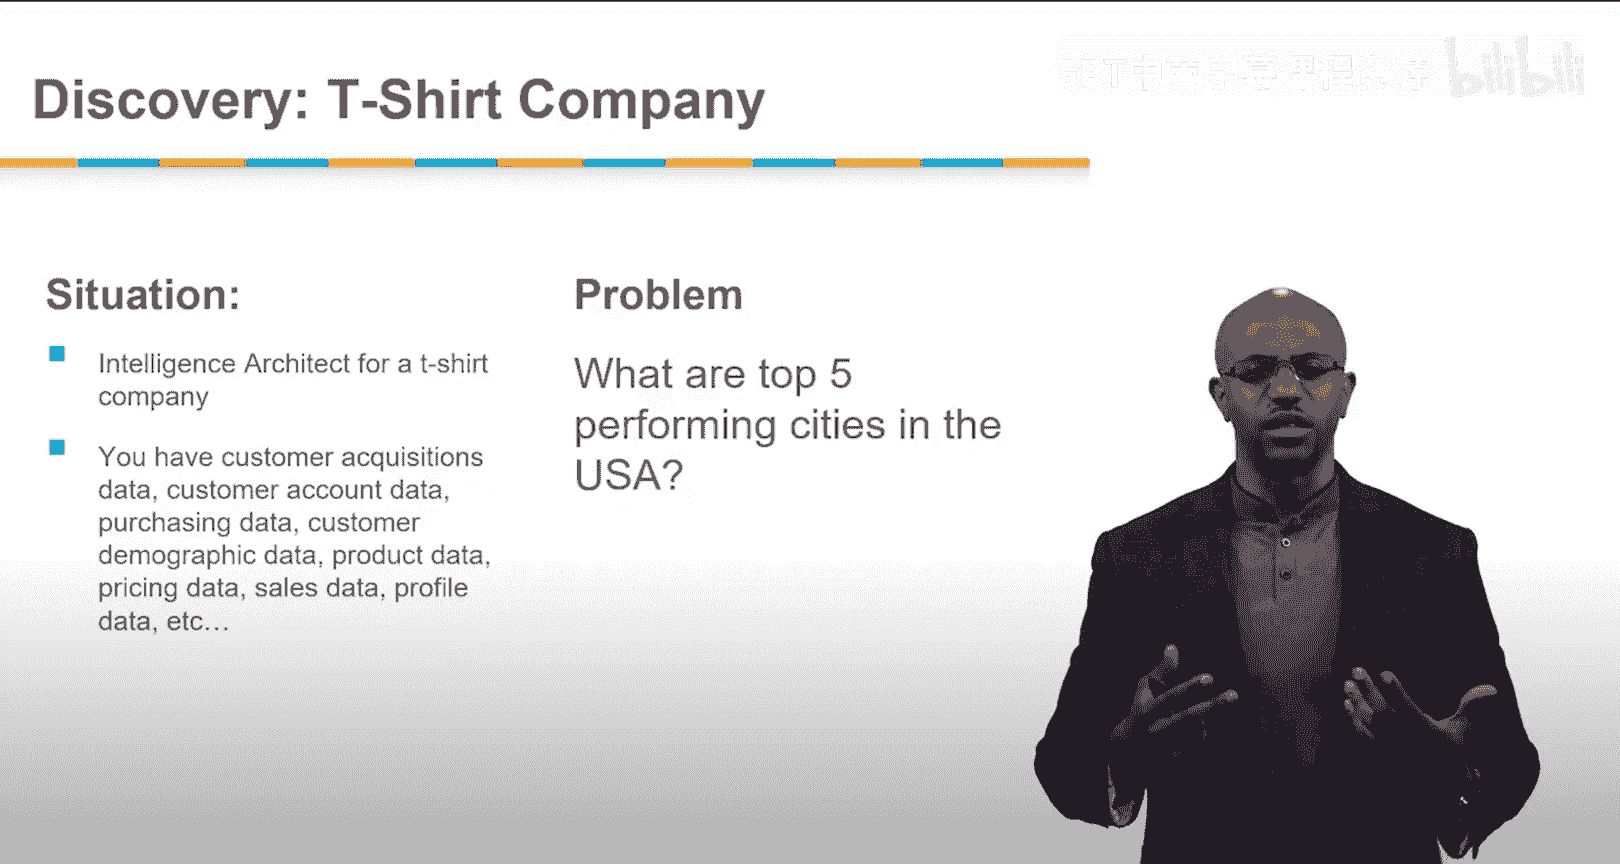 Discovery: T-Shirt Company
Situation:
Intelligence Architect for a t-shirt
company
You have customer acquisitions
data, customer account data,
purchasing data, customer
demographic data, product data,
pricing data, sales data, profile
data, etc…
Problem
What are top 5
performing cities in the
USA?
bilibili